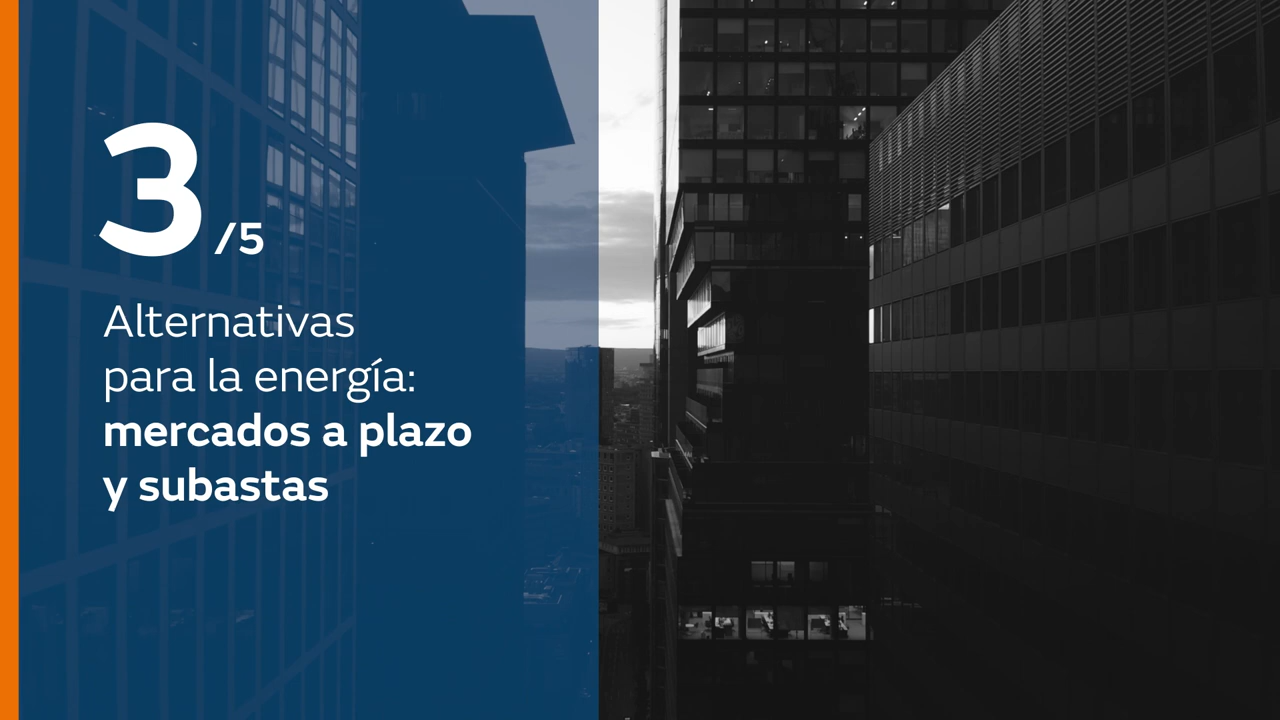 3/5
Alternativas
para la energía:
mercados a plazo
y subastas